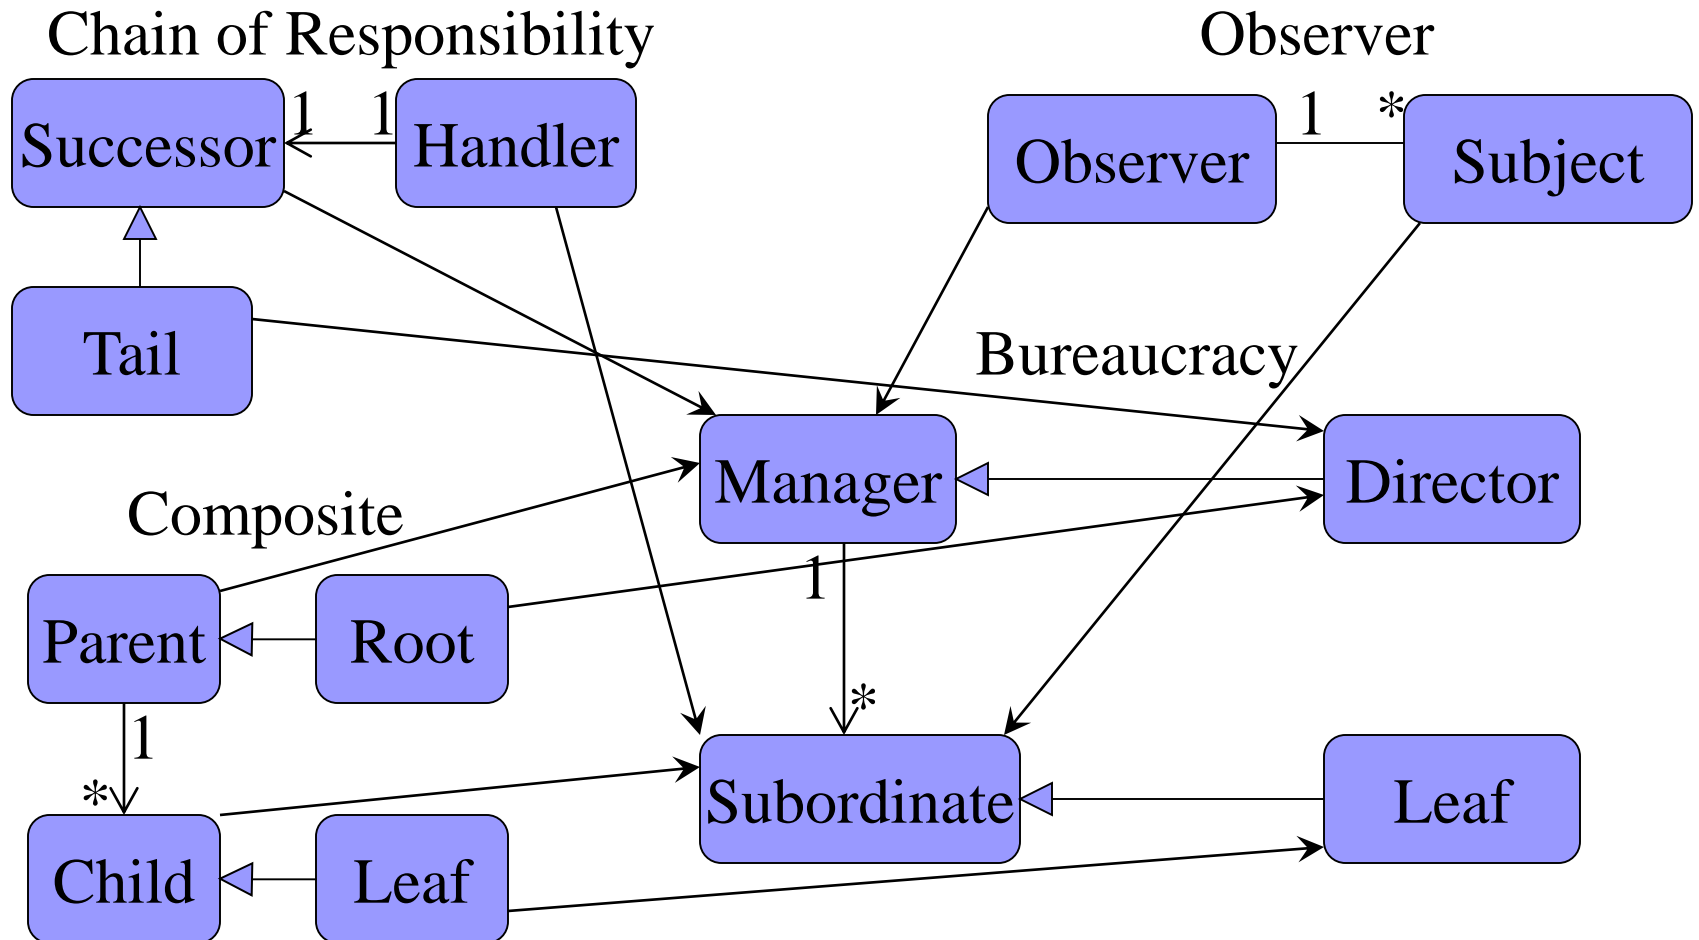 Chain of Responsibility
Observer
Successor
1
1
Handler
Observer
1
*
Subject
Tail
Bureaucracy
Manager
Director
Composite
1
Parent
Root
*
1
*
Subordinate
Leaf
Child
Leaf